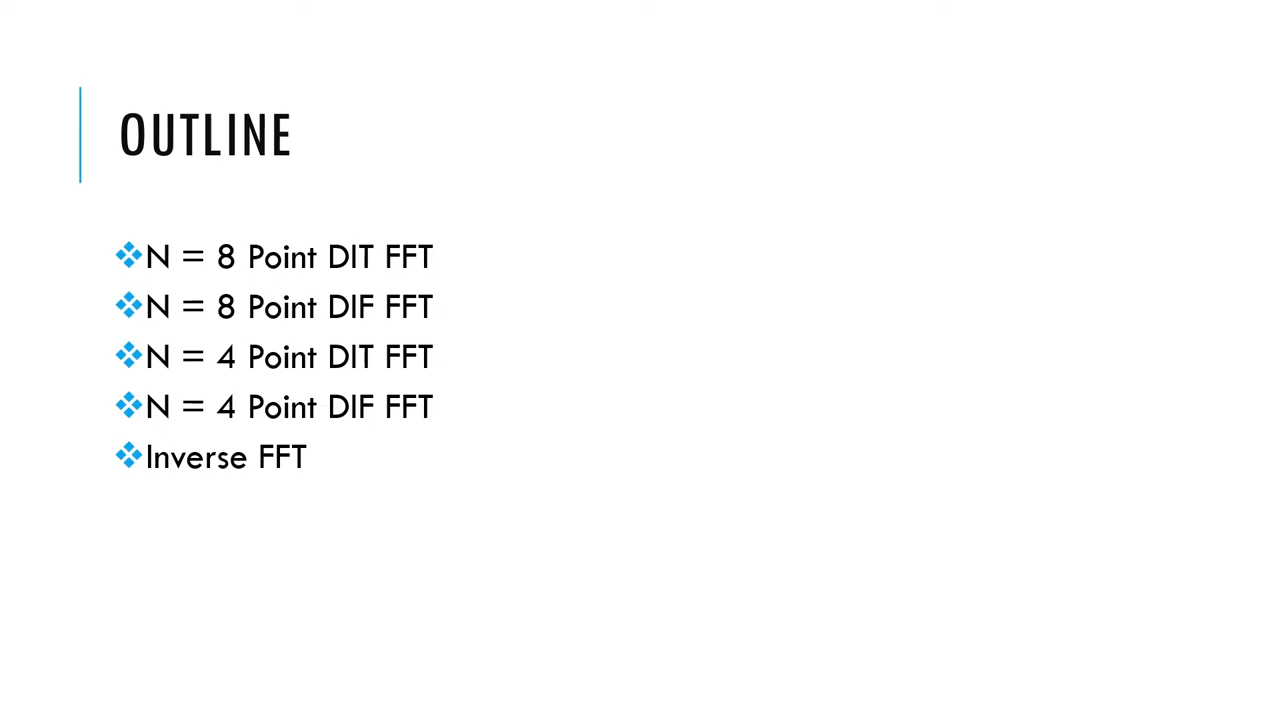 OUTLINE
❖N = 8 Point DIT FFT
❖N = 8 Point DIF FFT
❖N = 4 Point DIT FFT
❖N = 4 Point DIF FFT
❖Inverse FFT